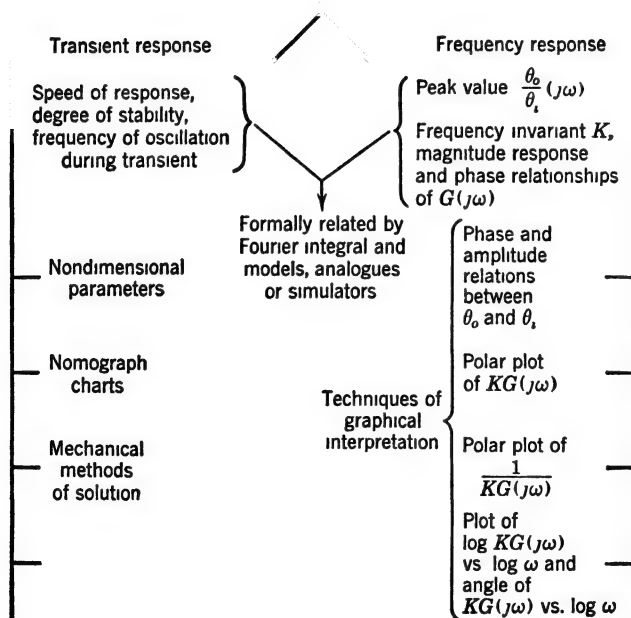 Transient response
Speed of response,
degree of stability,
frequency of oscillation
during transient
Frequency response
Peak value θo/θi (jω)
Frequency invariant K,
magnitude response
and phase relationships
of G(jω)
Formally related by
Fourier integral and
models, analogues
or simulators
Nondimensional
parameters
Nomograph
charts
Mechanical
methods
of solution
Techniques of
graphical
interpretation
Phase and
amplitude
relations
between
θo and θi
Polar plot
of KG(jω)
Polar plot of
1
KG(jω)
Plot of
log KG(jω)
vs log ω and
angle of
KG(jω) vs. log ω